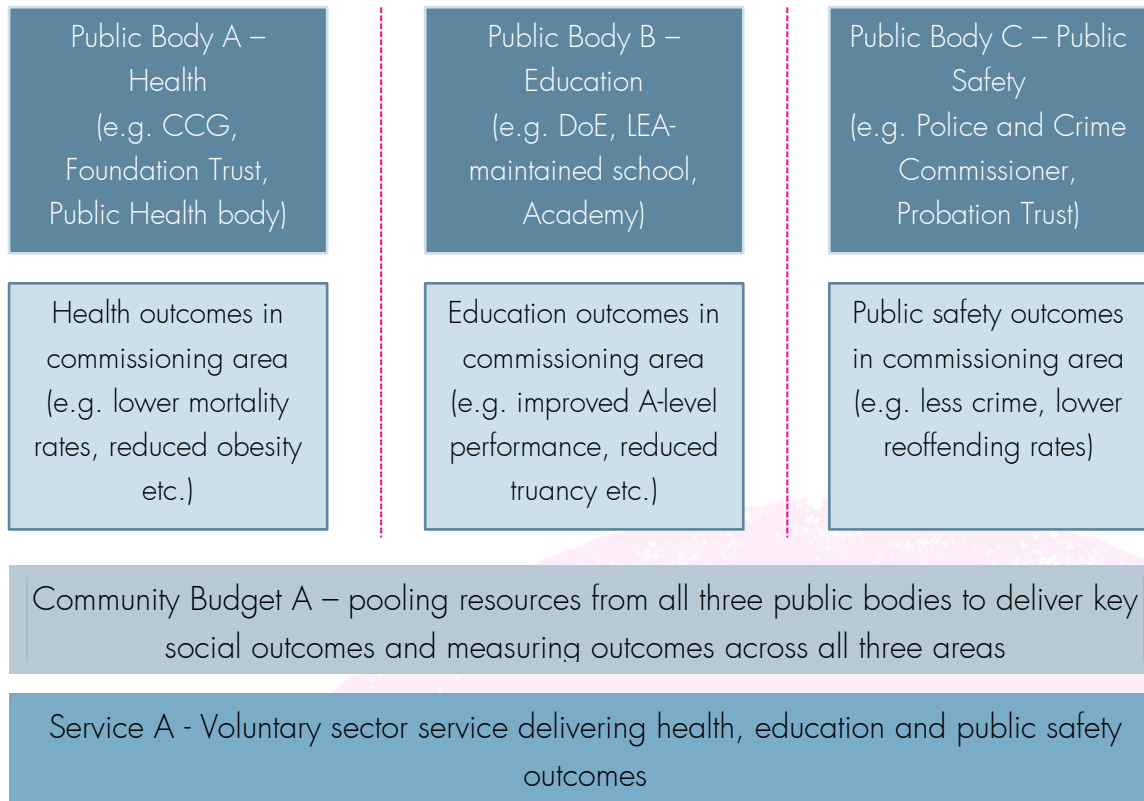 Public Body A –
Health
(e.g. CCG,
Foundation Trust,
Public Health body)
Public Body B –
Education
(e.g. DoE, LEA-
maintained school,
Academy)
Public Body C – Public
Safety
(e.g. Police and Crime
Commissioner,
Probation Trust)
Health outcomes in
commissioning area
(e.g. lower mortality
rates, reduced obesity
etc.)
Education outcomes in
commissioning area
(e.g. improved A-level
performance, reduced
truancy etc.)
Public safety outcomes
in commissioning area
(e.g. less crime, lower
reoffending rates)
Community Budget A – pooling resources from all three public bodies to deliver key
social outcomes and measuring outcomes across all three areas
Service A - Voluntary sector service delivering health, education and public safety
outcomes